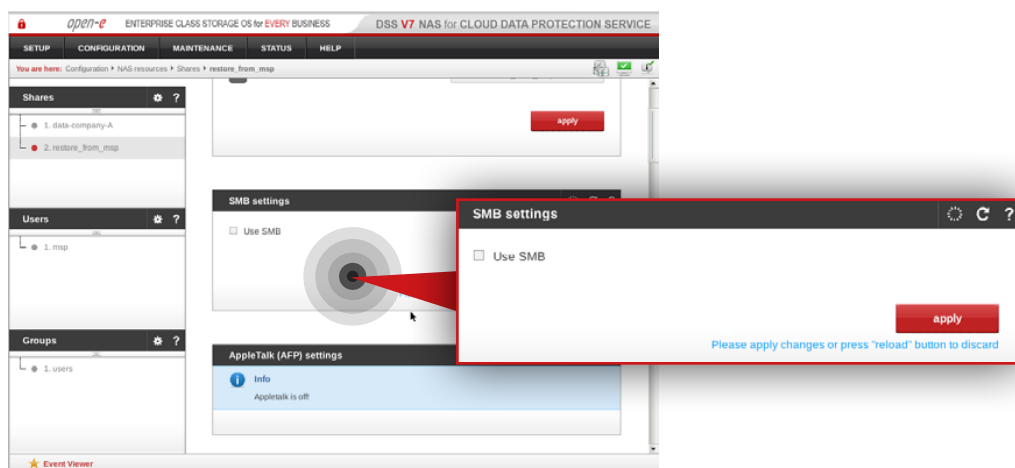 open-e ENTERPRISE CLASS STORAGE OS for EVERY BUSINESS DSS V7 NAS for CLOUD DATA PROTECTION SERVICE
SETUP CONFIGURATION MAINTENANCE STATUS HELP
You are here: Configuration NAS resources Shares restore_from_msp
Shares ?
1. data-company-A
2. restore_from_msp
Users ?
1. msp
Groups ?
1. users
apply
SMB settings
Use SMB
AppleTalk (AFP) settings
Info
Appletalk is off!
SMB settings ?
Use SMB
apply
Please apply changes or press "reload" button to discard
Event Viewer